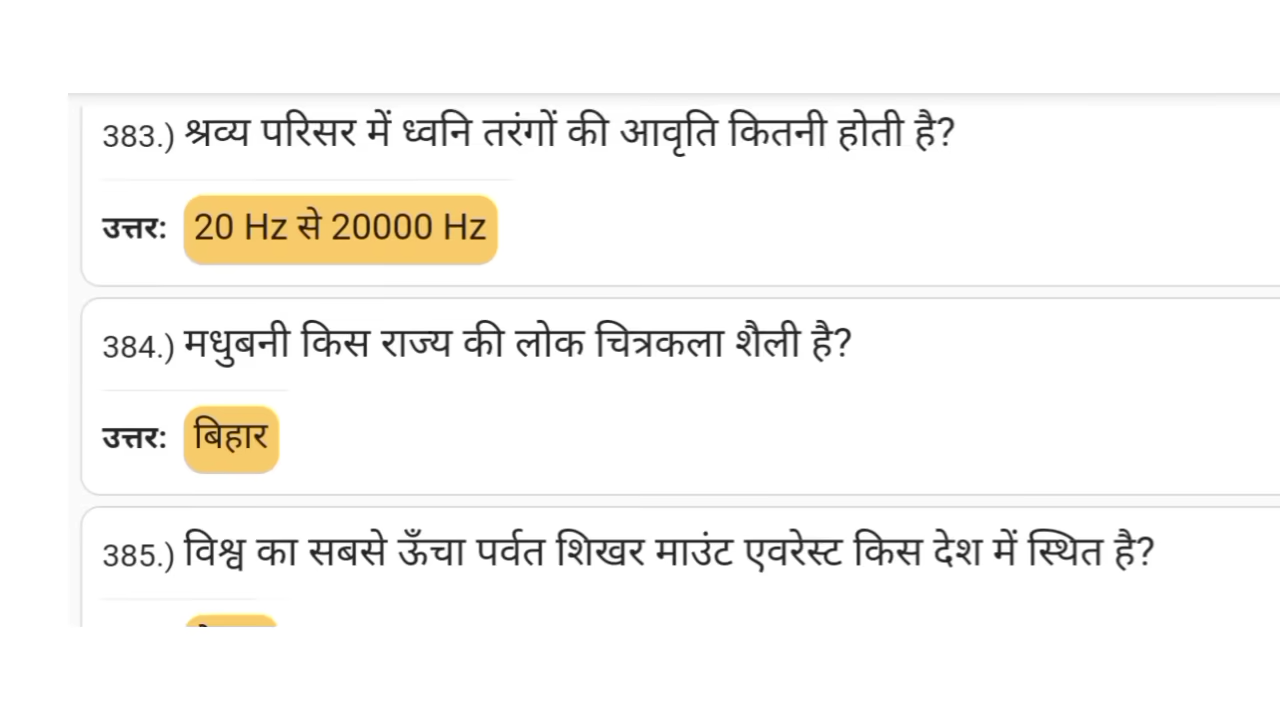 383.) श्रव्य परिसर में ध्वनि तरंगों की आवृति कितनी होती है?
उत्तर: 20 Hz से 20000 Hz
384.) मधुबनी किस राज्य की लोक चित्रकला शैली है?
उत्तर: बिहार
385.) विश्व का सबसे ऊँचा पर्वत शिखर माउंट एवरेस्ट किस देश में स्थित है?